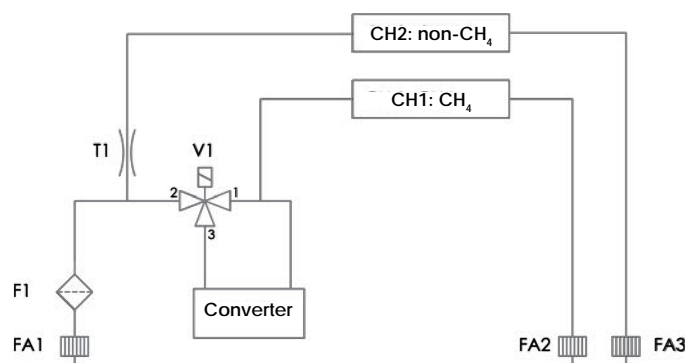 CH2: non-CH₄
CH1: CH₄
T1
V1
2
1
3
F1
Converter
FA1
FA2
FA3